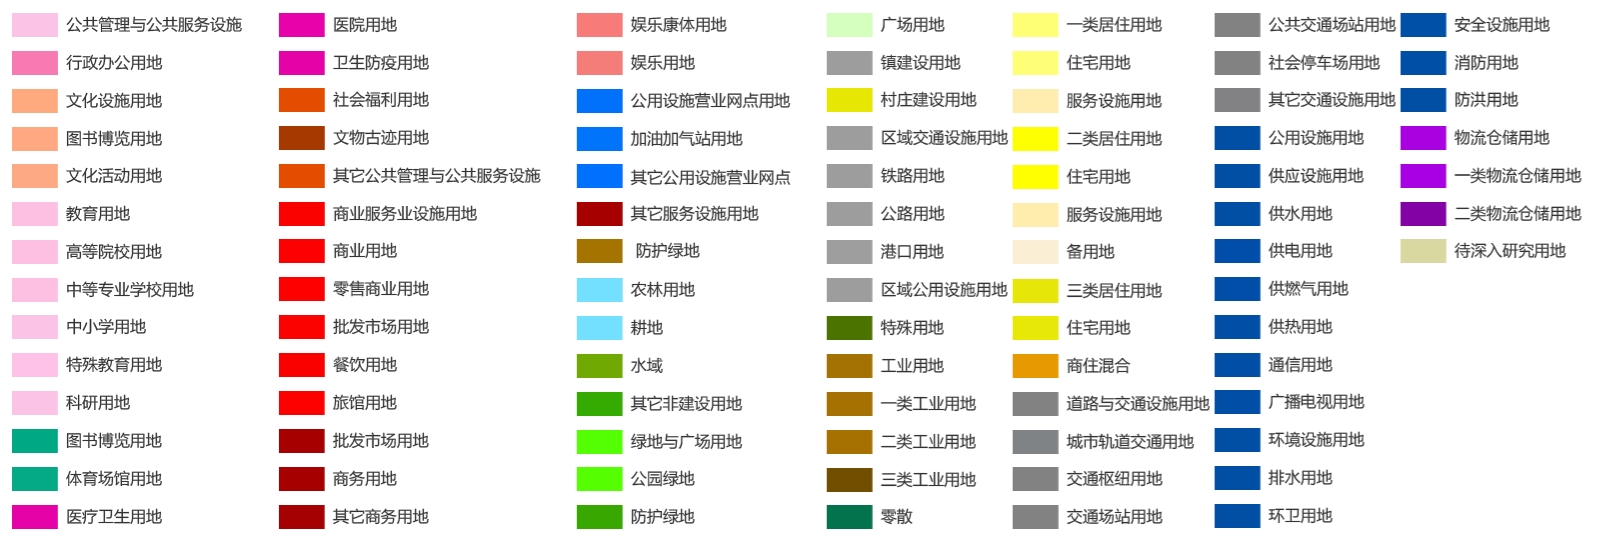 公共管理与公共服务设施
行政办公用地
文化设施用地
图书博览用地
文化活动用地
教育用地
高等院校用地
中等专业学校用地
中小学用地
特殊教育用地
科研用地
图书博览用地
体育场馆用地
医疗卫生用地
医院用地
卫生防疫用地
社会福利用地
文物古迹用地
其它公共管理与公共服务设施
商业服务业设施用地
商业用地
零售商业用地
批发市场用地
餐饮用地
旅馆用地
批发市场用地
商务用地
其它商务用地
娱乐康体用地
娱乐用地
公用设施营业网点用地
加油加气站用地
其它公用设施营业网点
其它服务设施用地
防护绿地
农林用地
耕地
水域
其它非建设用地
绿地与广场用地
公园绿地
防护绿地
广场用地
镇建设用地
村庄建设用地
区域交通设施用地
铁路用地
公路用地
港口用地
区域公用设施用地
特殊用地
工业用地
一类工业用地
二类工业用地
三类工业用地
零散
一类居住用地
住宅用地
服务设施用地
二类居住用地
住宅用地
服务设施用地
备用地
三类居住用地
住宅用地
商住混合
道路与交通设施用地
城市轨道交通用地
交通枢纽用地
交通场站用地
公共交通场站用地
社会停车场用地
其它交通设施用地
公用设施用地
供应设施用地
供水用地
供电用地
供燃气用地
供热用地
通信用地
广播电视用地
环境设施用地
排水用地
环卫用地
安全设施用地
消防用地
防洪用地
物流仓储用地
一类物流仓储用地
二类物流仓储用地
待深入研究用地